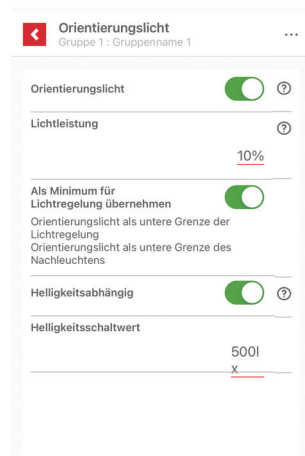 Orientierungslicht
Gruppe 1 : Gruppenname 1
...
Orientierungslicht
Lichtleistung
10%
Als Minimum für
Lichtregelung übernehmen
Orientierungslicht als untere Grenze der
Lichtregelung
Orientierungslicht als untere Grenze des
Nachleuchtens
Helligkeitsabhängig
Helligkeitsschaltwert
500l
x